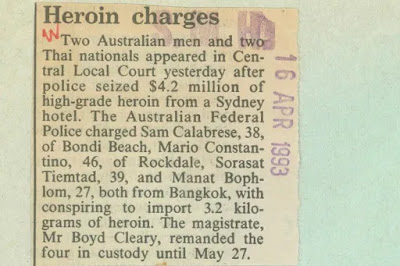 Heroin charges
Two Australian men and two
Thai nationals appeared in Cen-
tral Local Court yesterday after
police seized $4.2 million of
high-grade heroin from a Sydney
hotel. The Australian Federal
Police charged Sam Calabrese, 38,
of Bondi Beach, Mario Constan-
tino, 46, of Rockdale, Sorasat
Tiemtad, 39, and Manat Boph-
lom, 27, both from Bangkok, with
conspiring to import 3.2 kilo-
grams of heroin. The magistrate,
Mr Boyd Cleary, remanded the
four in custody until May 27.
16 APR 1993